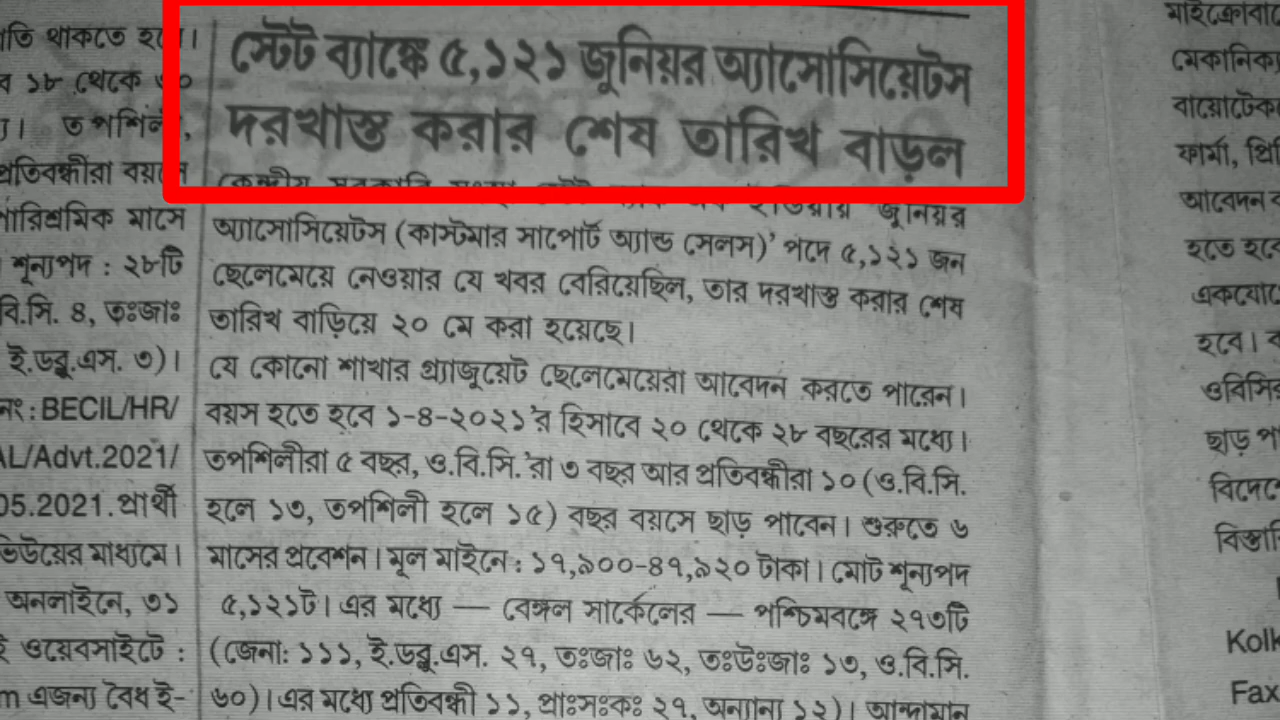 স্টেট ব্যাঙ্কে ৫,১২১ জুনিয়র অ্যাসোসিয়েটস
দরখাস্ত করার শেষ তারিখ বাড়ল
জুনিয়র
অ্যাসোসিয়েটস (কাস্টমার সাপোর্ট অ্যান্ড সেলস)' পদে ৫,১২১ জন
ছেলেমেয়ে নেওয়ার যে খবর বেরিয়েছিল, তার দরখাস্ত করার শেষ
তারিখ বাড়িয়ে ২০ মে করা হয়েছে।
যে কোনো শাখার গ্র্যাজুয়েট ছেলেমেয়েরা আবেদন করতে পারেন।
বয়স হতে হবে ১-৪-২০২১'র হিসাবে ২০ থেকে ২৮ বছরের মধ্যে।
তপশিলীরা ৫ বছর, ও.বি.সি.'রা ৩ বছর আর প্রতিবন্ধীরা ১০ (ও.বি.সি.
হলে ১৩, তপশিলী হলে ১৫) বছর বয়সে ছাড় পাবেন। শুরুতে ৬
মাসের প্রবেশন। মূল মাইনে: ১৭,৯০০-৪৭,৯২০ টাকা। মোট শূন্যপদ
৫,১২১টি। এর মধ্যে — বেঙ্গল সার্কেলের — পশ্চিমবঙ্গে ২৭৩টি
(জেনা: ১১১, ই.ডব্লু.এস. ২৭, তঃজাঃ ৬২, তঃউঃজাঃ ১৩, ও.বি.সি.
৬০)। এর মধ্যে প্রতিবন্ধী ১১, প্রাঃসঃকঃ ২৭, অন্যান্য ১২)। আন্দামান
থাকতে
১৮ থেকে
তপশিলী,
প্রতিবন্ধীরা বয়সে
পারিশ্রমিক মাসে
শূন্যপদ : ২৮টি
বি.সি. ৪, তঃজাঃ
ই.ডব্লু.এস. ৩)।
নং: BECIL/HR/
AL/Advt.2021/
05.2021. প্রার্থী
মাধ্যমে।
অনলাইনে, ৩১
ওয়েবসাইটে :
এজন্য বৈধ ই-
মেকানিক
ফার্মা,
আবেদন
হতে হবে
হবে।
ওবিসি
ছাড়
Kolk
Fax